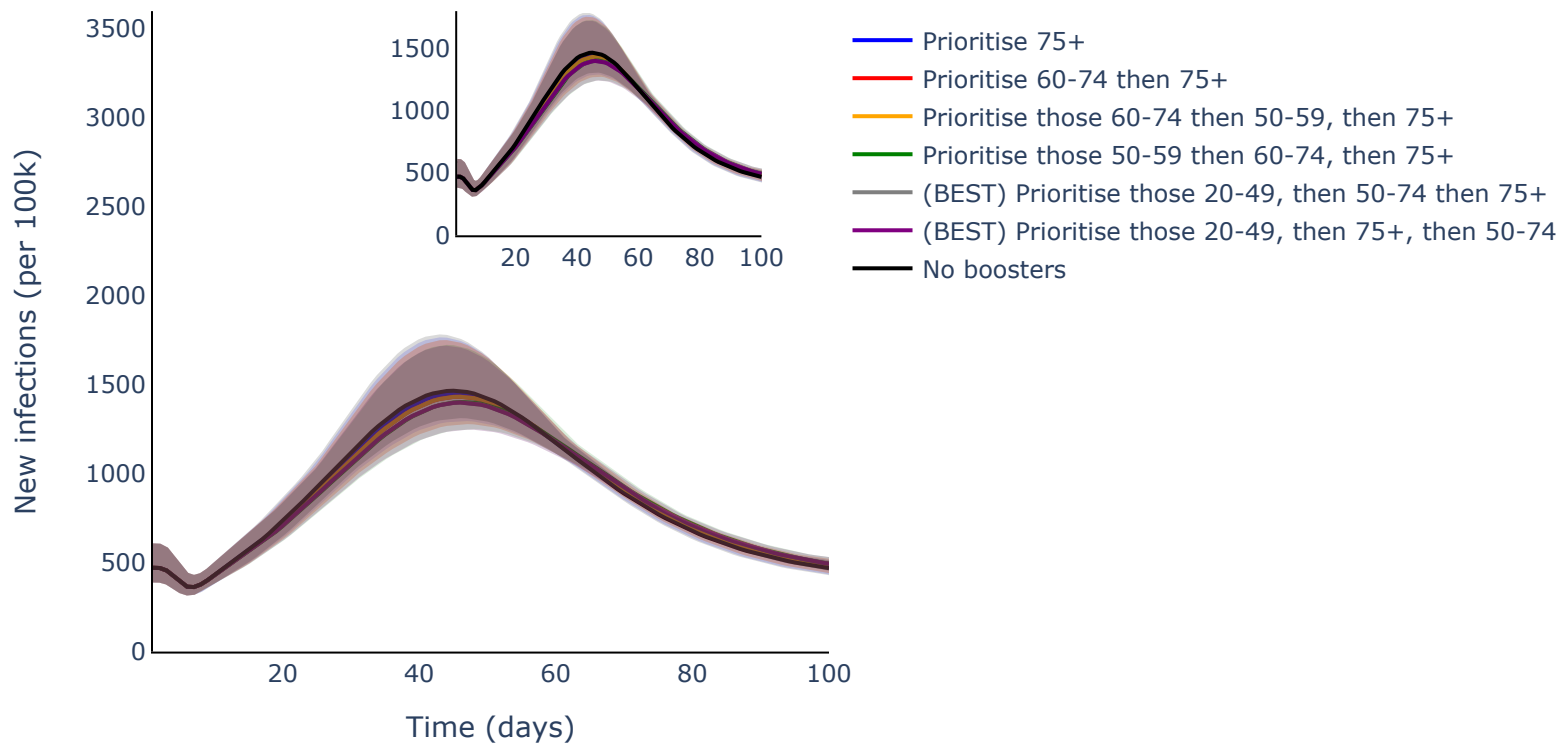 New infections (per 100k)
3500
3000
2500
2000
1500
1000
500
0
20
40
60
80
100
Time (days)
1500
1000
500
0
20
40
60
80
100
Prioritise 75+
Prioritise 60-74 then 75+
Prioritise those 60-74 then 50-59, then 75+
Prioritise those 50-59 then 60-74, then 75+
(BEST) Prioritise those 20-49, then 50-74 then 75+
(BEST) Prioritise those 20-49, then 75+, then 50-74
No boosters